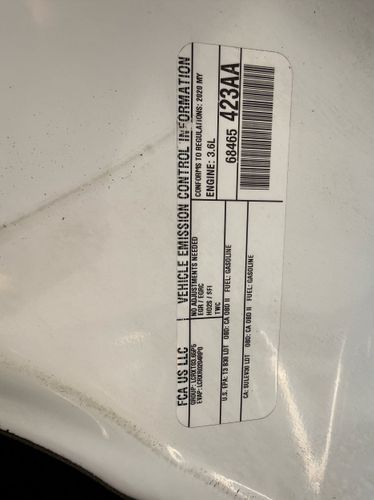 FCA US LLC
VEHICLE EMISSION CONTROL INFORMATION
CONFORMS TO REGULATIONS: 2020 MY
ENGINE: 3.6L
68465 423AA
NO ADJUSTMENTS NEEDED
EGR / EGRC
HO2S / SFI
TWC
EVAP:
U.S. EPA: T3 B30 LDT OBD: CA OBD II FUEL: GASOLINE
CA: SULEV30 LDT OBD: CA OBD II FUEL: GASOLINE